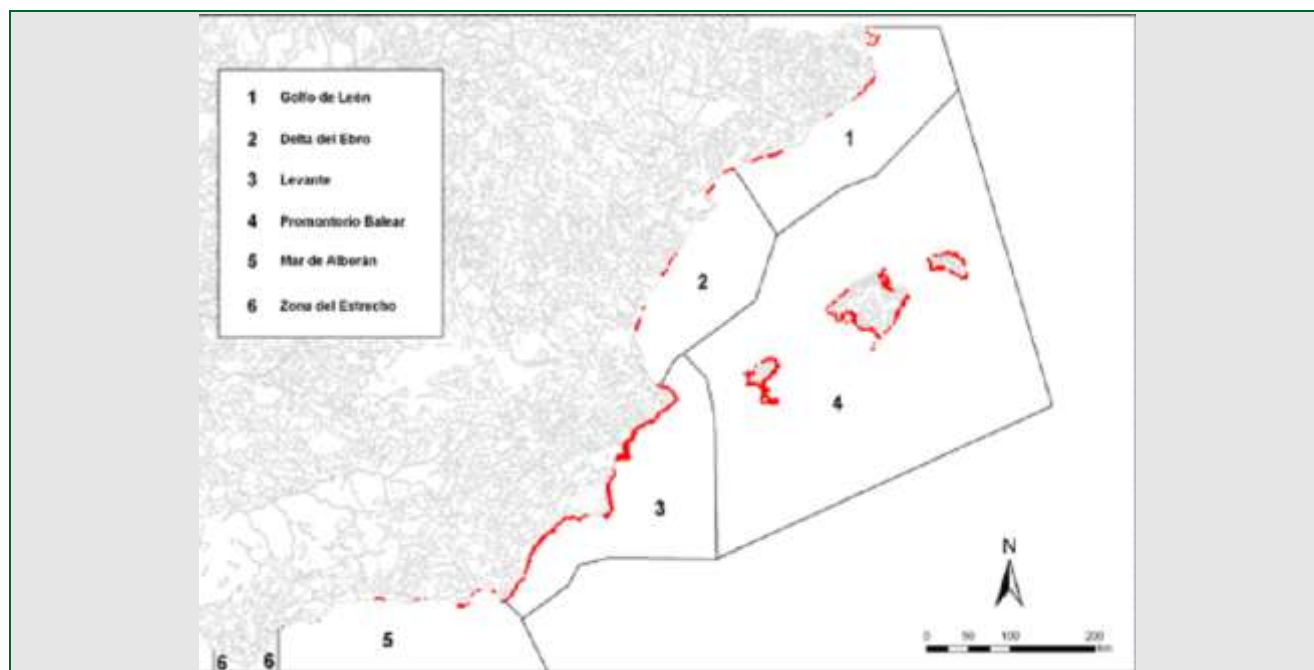 1 Golfo de León
2 Delta del Ebro
3 Levante
4 Promontorio Balear
5 Mar de Alborán
6 Zona del Estrecho
1
2
4
3
N
0 50 100 200
km
5
6 6